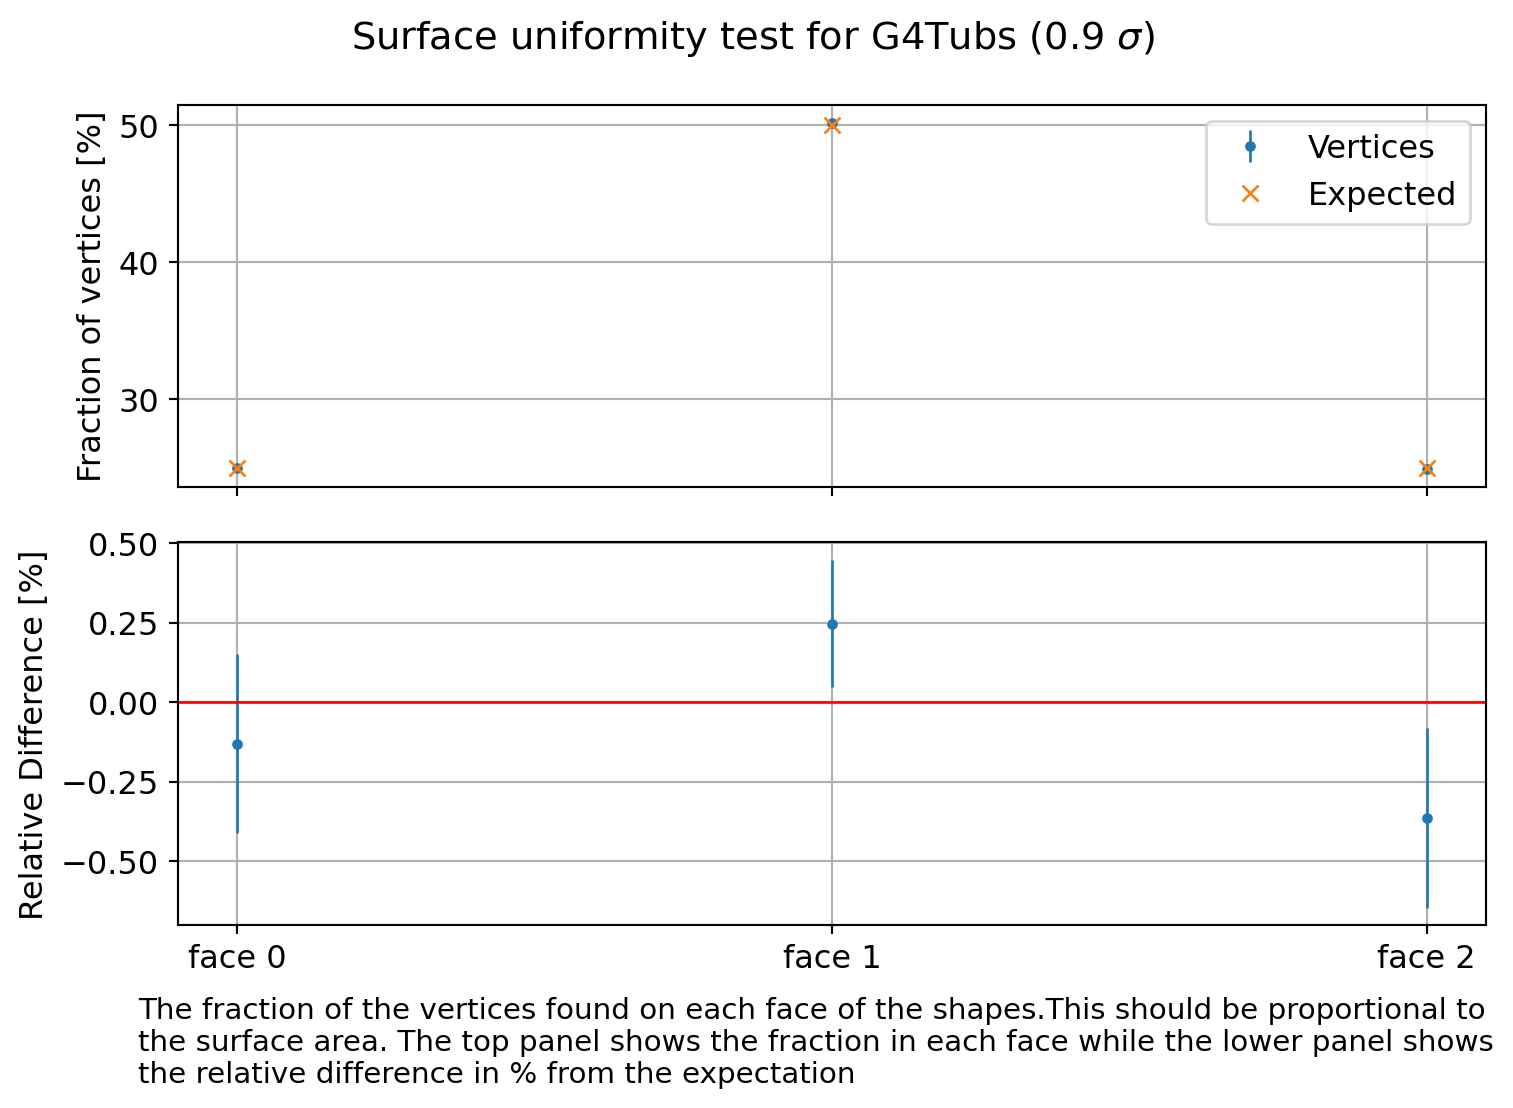 Surface uniformity test for G4Tubs (0.9 σ)
Fraction of vertices [%]
50
40
30
Vertices
Expected
Relative Difference [%]
0.50
0.25
0.00
−0.25
−0.50
face 0
face 1
face 2
The fraction of the vertices found on each face of the shapes.This should be proportional to
the surface area. The top panel shows the fraction in each face while the lower panel shows
the relative difference in % from the expectation